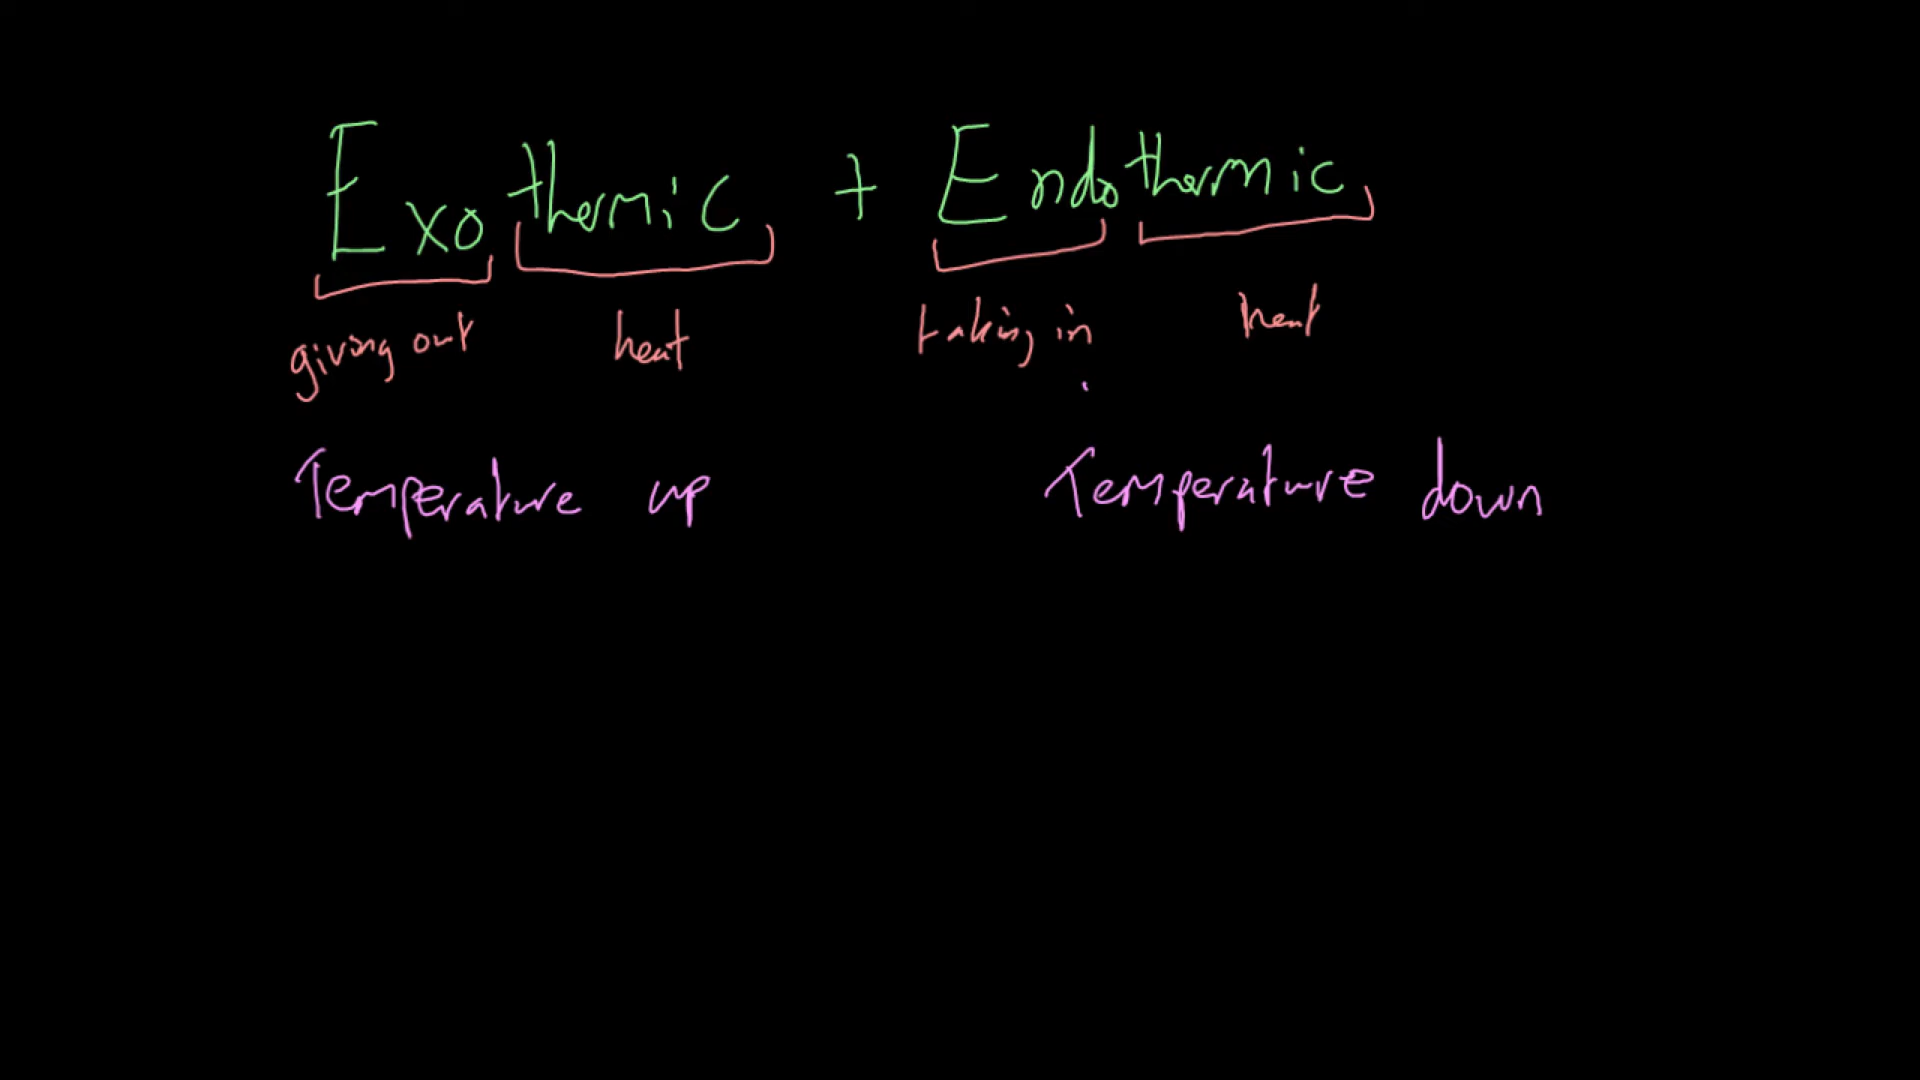 Exothermic + Endothermic
giving out heat taking in heat
Temperature up Temperature down